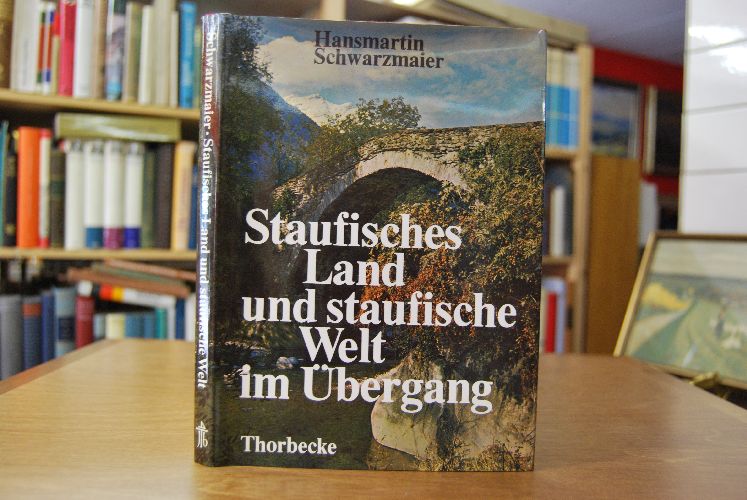 Hansmartin
Schwarzmaier
Staufisches
Land
und staufische
Welt
im Übergang
Thorbecke
Schwarzmaier · Staufisches Land und staufische Welt